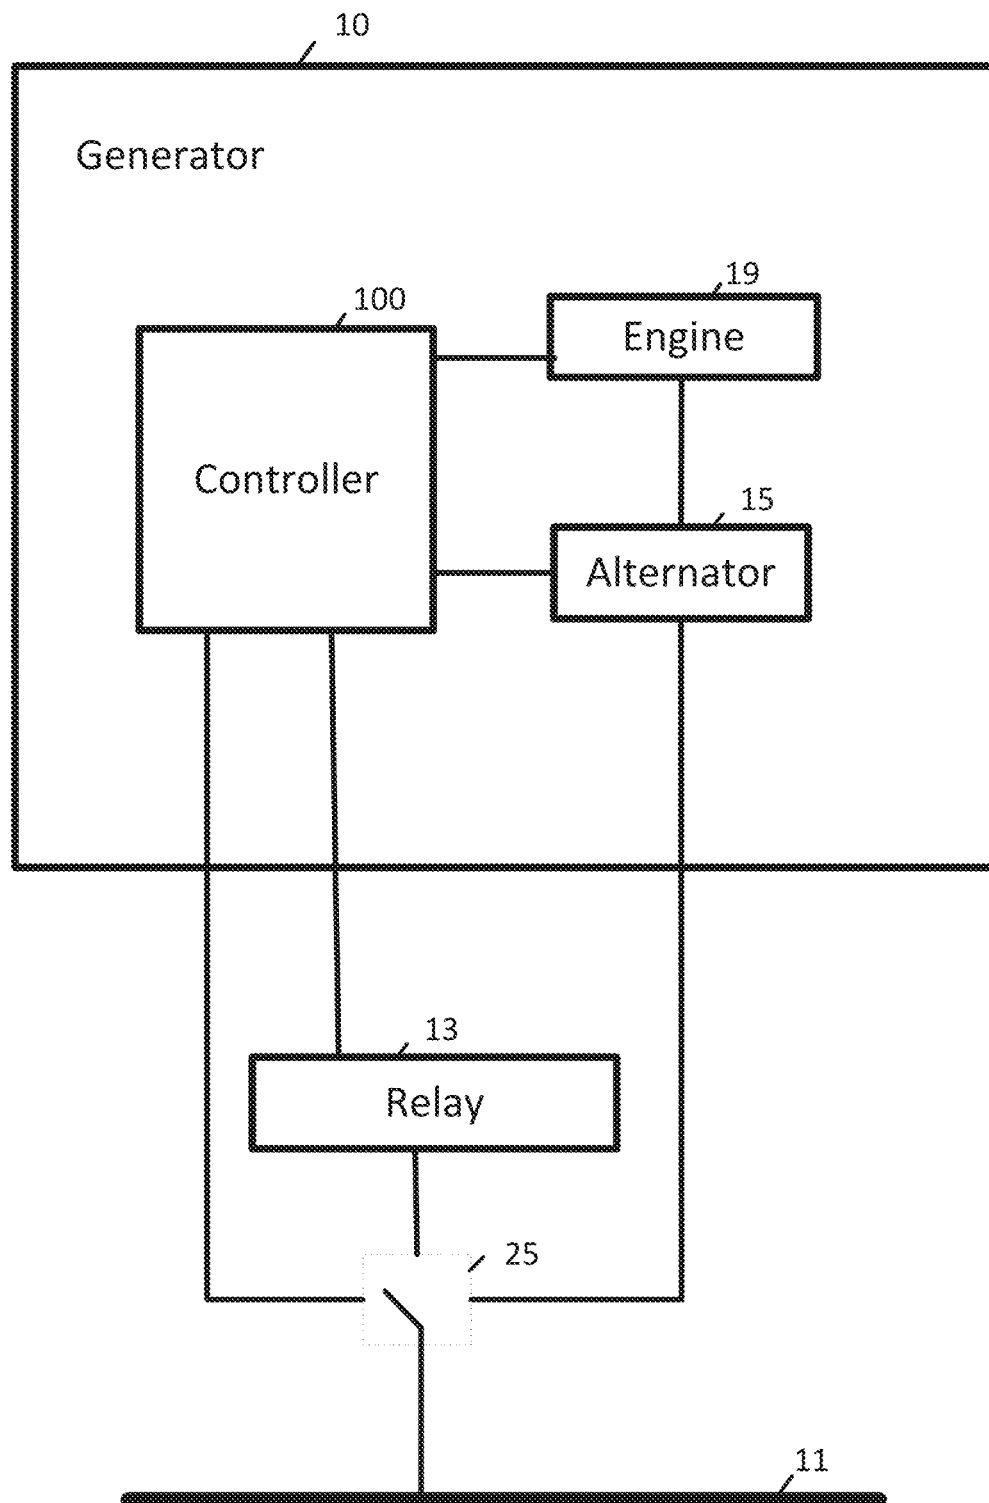 10
Generator
19
Engine
100
Controller
15
Alternator
13
Relay
25
11